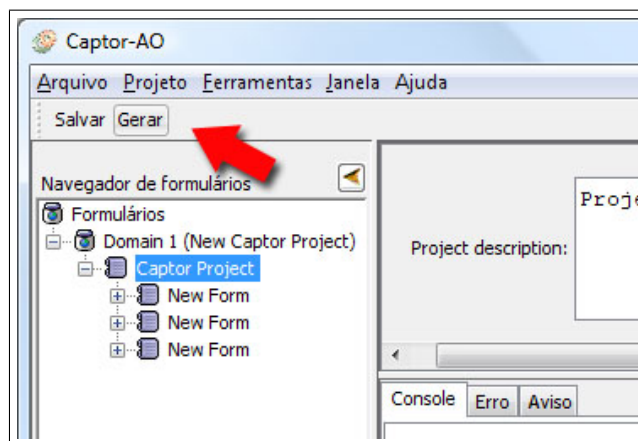 Captor-AO
Arquivo Projeto Ferramentas Janela Ajuda
Salvar Gerar
Navegador de formulários
Formulários
Domain 1 (New Captor Project)
Captor Project
New Form
New Form
New Form
Project description:
Console Erro Aviso